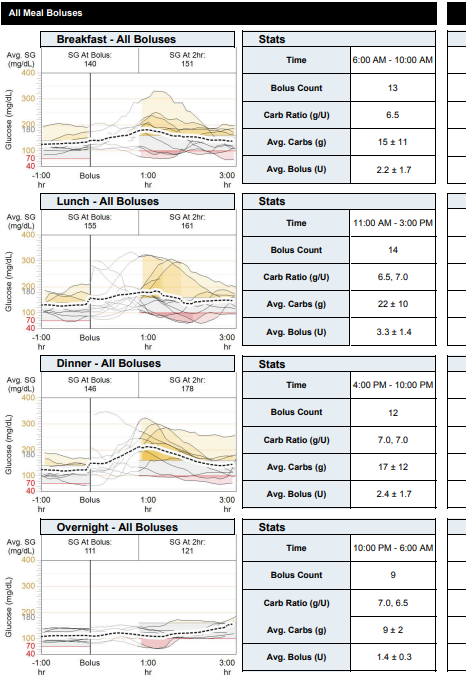 All Meal Boluses
Breakfast - All Boluses
Avg. SG
(mg/dL)
SG At Bolus:
140
SG At 2hr:
151
Glucose (mg/dL)
400
300
200
180
100
70
40
-1:00
hr
Bolus
1:00
hr
3:00
hr
Stats
Time 6:00 AM - 10:00 AM
Bolus Count 13
Carb Ratio (g/U) 6.5
Avg. Carbs (g) 15 ± 11
Avg. Bolus (U) 2.2 ± 1.7
Lunch - All Boluses
Avg. SG
(mg/dL)
SG At Bolus:
155
SG At 2hr:
161
Glucose (mg/dL)
400
300
200
180
100
70
40
-1:00
hr
Bolus
1:00
hr
3:00
hr
Stats
Time 11:00 AM - 3:00 PM
Bolus Count 14
Carb Ratio (g/U) 6.5, 7.0
Avg. Carbs (g) 22 ± 10
Avg. Bolus (U) 3.3 ± 1.4
Dinner - All Boluses
Avg. SG
(mg/dL)
SG At Bolus:
146
SG At 2hr:
178
Glucose (mg/dL)
400
300
200
180
100
70
40
-1:00
hr
Bolus
1:00
hr
3:00
hr
Stats
Time 4:00 PM - 10:00 PM
Bolus Count 12
Carb Ratio (g/U) 7.0, 7.0
Avg. Carbs (g) 17 ± 12
Avg. Bolus (U) 2.4 ± 1.7
Overnight - All Boluses
Avg. SG
(mg/dL)
SG At Bolus:
111
SG At 2hr:
121
Glucose (mg/dL)
400
300
200
180
100
70
40
-1:00
hr
Bolus
1:00
hr
3:00
hr
Stats
Time 10:00 PM - 6:00 AM
Bolus Count 9
Carb Ratio (g/U) 7.0, 6.5
Avg. Carbs (g) 9 ± 2
Avg. Bolus (U) 1.4 ± 0.3